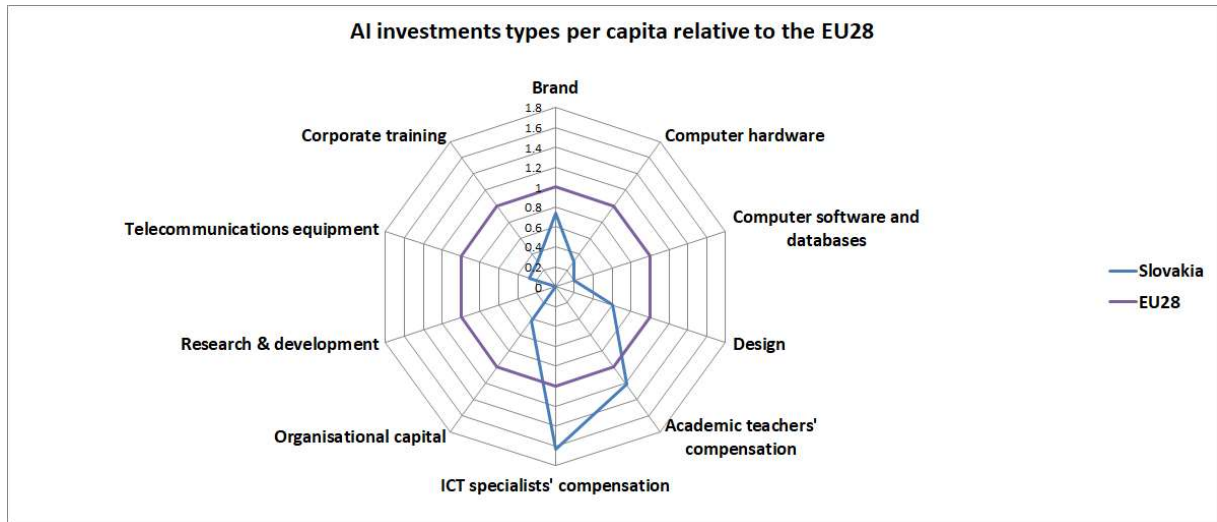 AI investments types per capita relative to the EU28
Brand
Computer hardware
Computer software and
databases
Design
Academic teachers'
compensation
ICT specialists' compensation
Organisational capital
Research & development
Telecommunications equipment
Corporate training
1.8
1.6
1.4
1.2
1
0.8
0.6
0.4
0.2
0
Slovakia
EU28